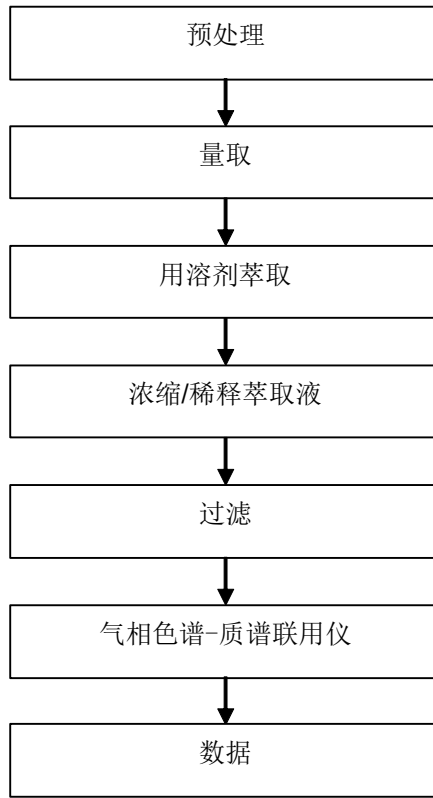 预处理
量取
用溶剂萃取
浓缩/稀释萃取液
过滤
气相色谱-质谱联用仪
数据